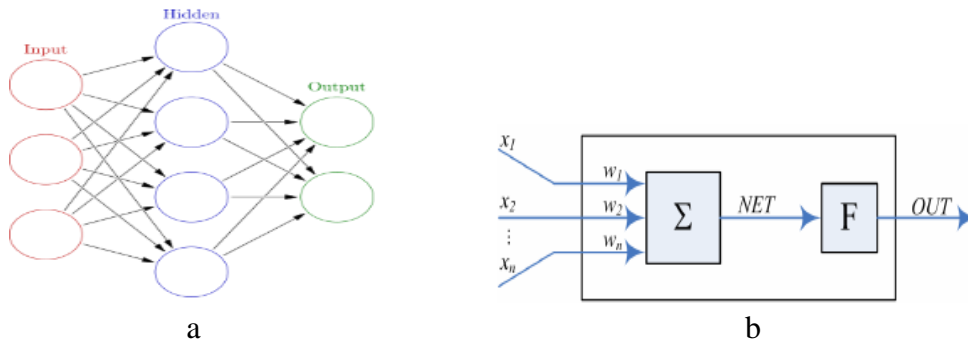 Hidden
Input
Output
a
x₁
w₁
x₂
w₂
⋮
xₙ
wₙ
Σ
NET
F
OUT
b